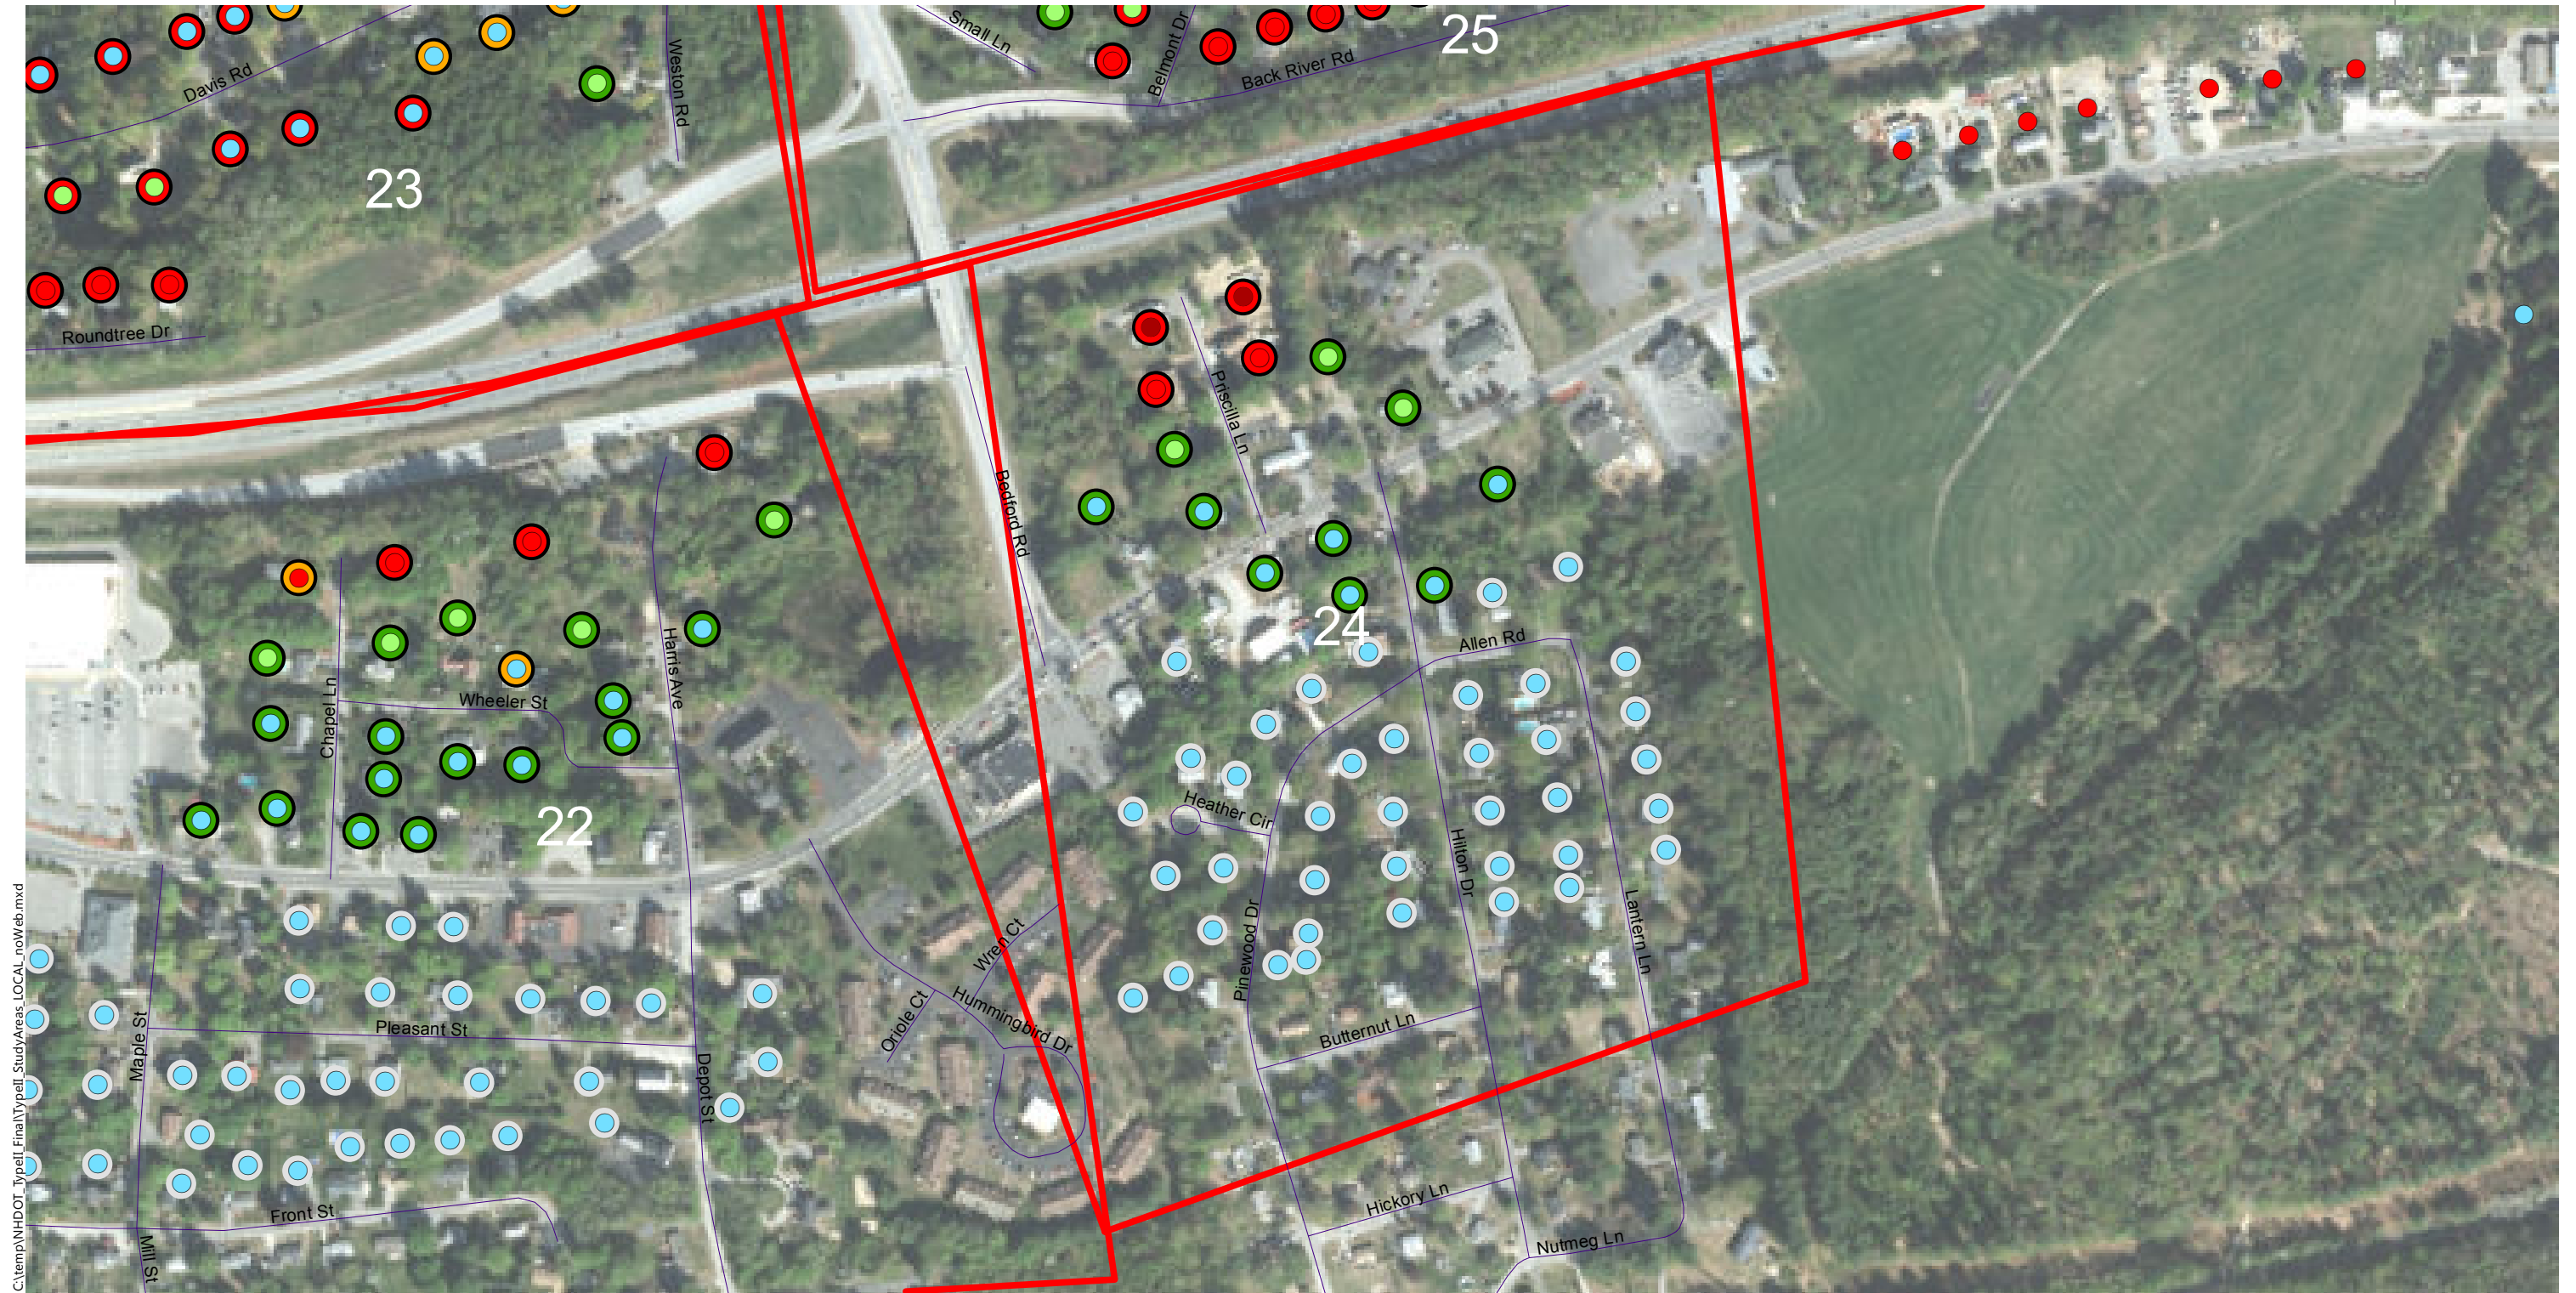 Small Ln
25
Belmont Dr
Back River Rd
Weston Rd
Davis Rd
23
Roundtree Dr
Priscilla Ln
Bedford Rd
24
Allen Rd
Harris Ave
Wheeler St
Chapel Ln
22
Heather Cir
Hilton Dr
Lantern Ln
Pinewood Dr
Wren Ct
Hummingbird Dr
Oriole Ct
Butternut Ln
Pleasant St
Maple St
Depot St
Hickory Ln
Front St
Nutmeg Ln
Mill St
C:\temp\NHDOT_TypeII_Final\TypeII_StudyAreas_LOCAL_noWeb.mxd